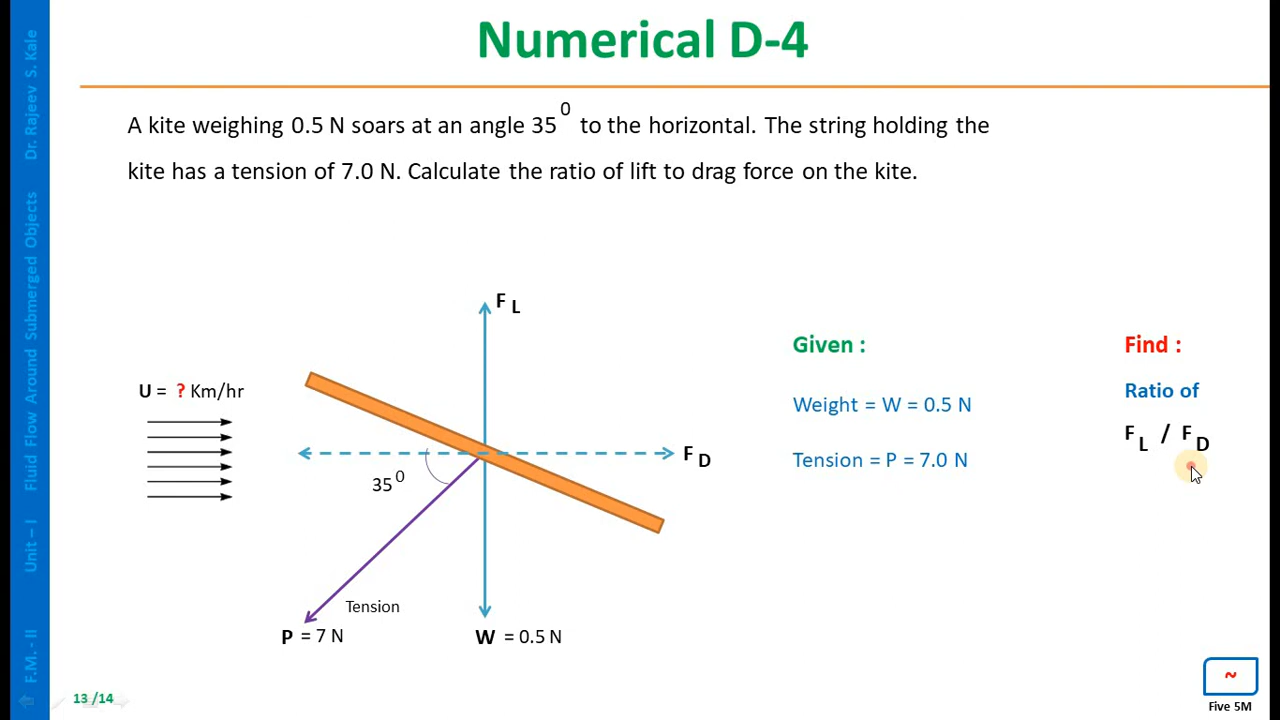 Numerical D-4
A kite weighing 0.5 N soars at an angle 35⁰ to the horizontal. The string holding the
kite has a tension of 7.0 N. Calculate the ratio of lift to drag force on the kite.
F L
U = ? Km/hr
F D
35⁰
Tension
P = 7 N
W = 0.5 N
Given :
Weight = W = 0.5 N
Tension = P = 7.0 N
Find :
Ratio of
F L / F D
F.M. - II Unit – I Fluid Flow Around Submerged Objects Dr. Rajeev S. Kale
13 /14
~
Five 5M